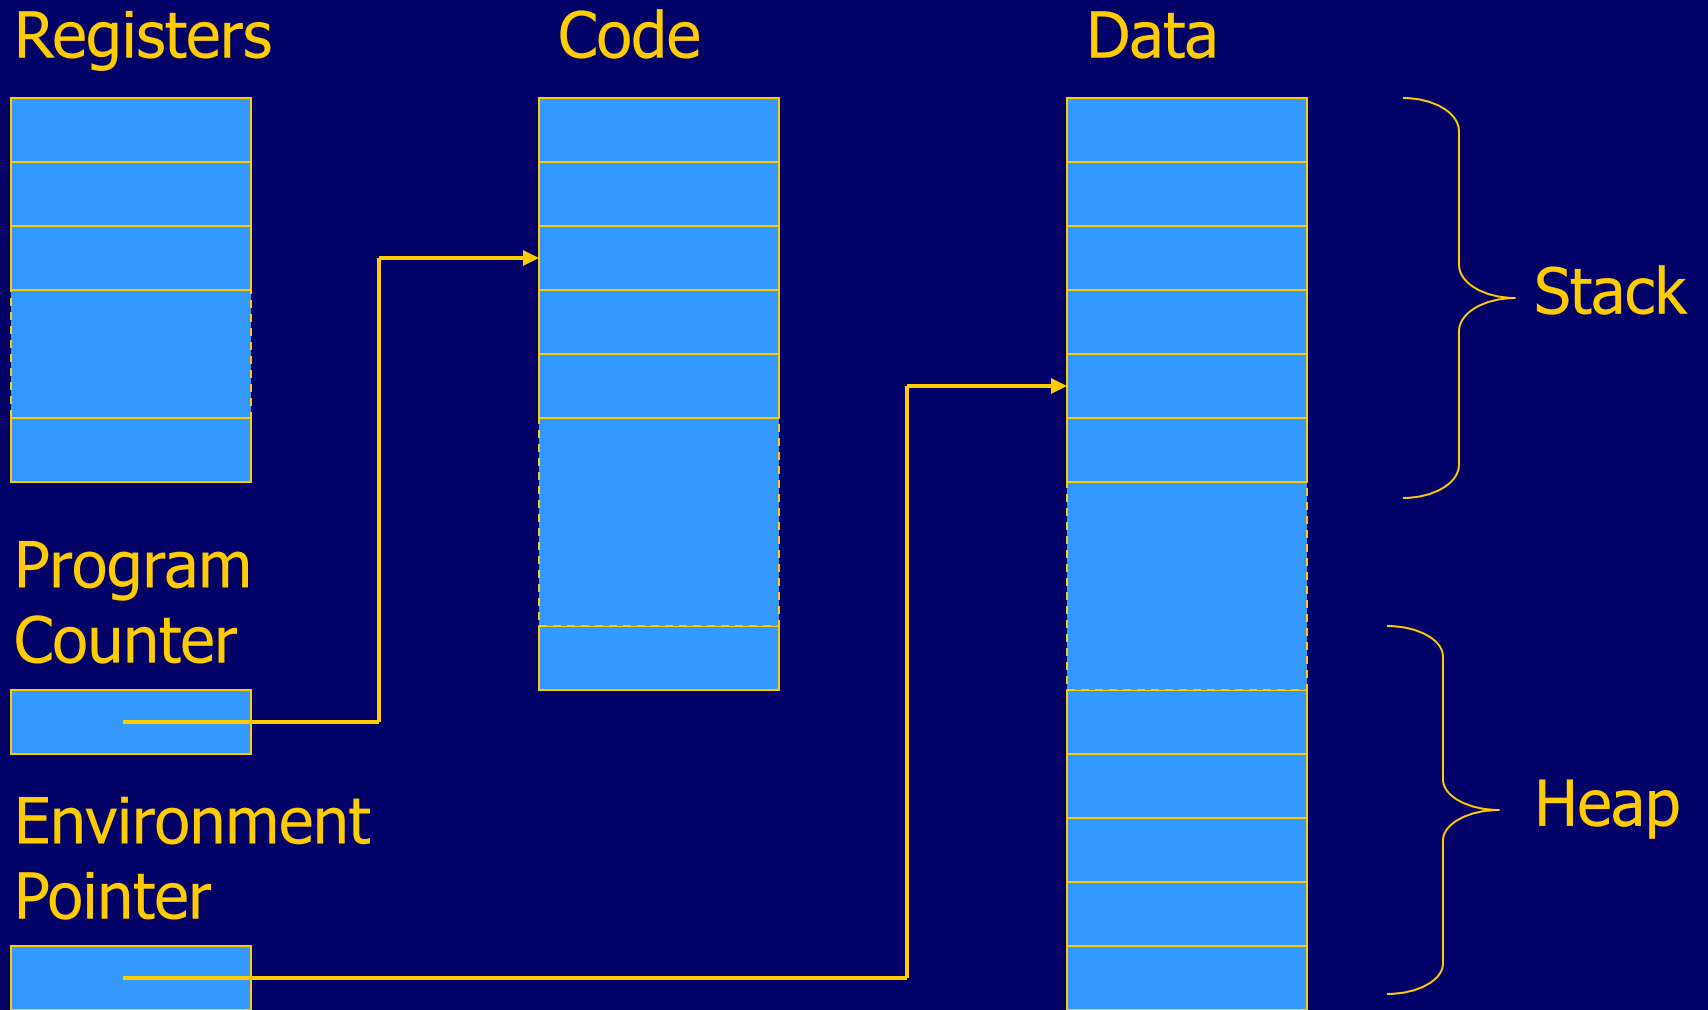 Registers
Code
Data
Stack
Program
Counter
Heap
Environment
Pointer